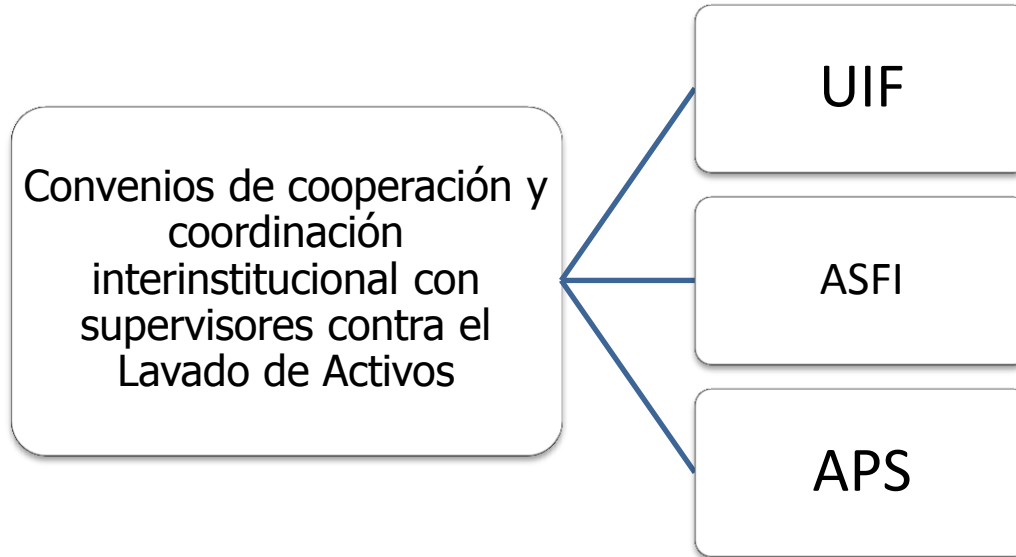 Convenios de cooperación y
coordinación
interinstitucional con
supervisores contra el
Lavado de Activos
UIF
ASFI
APS